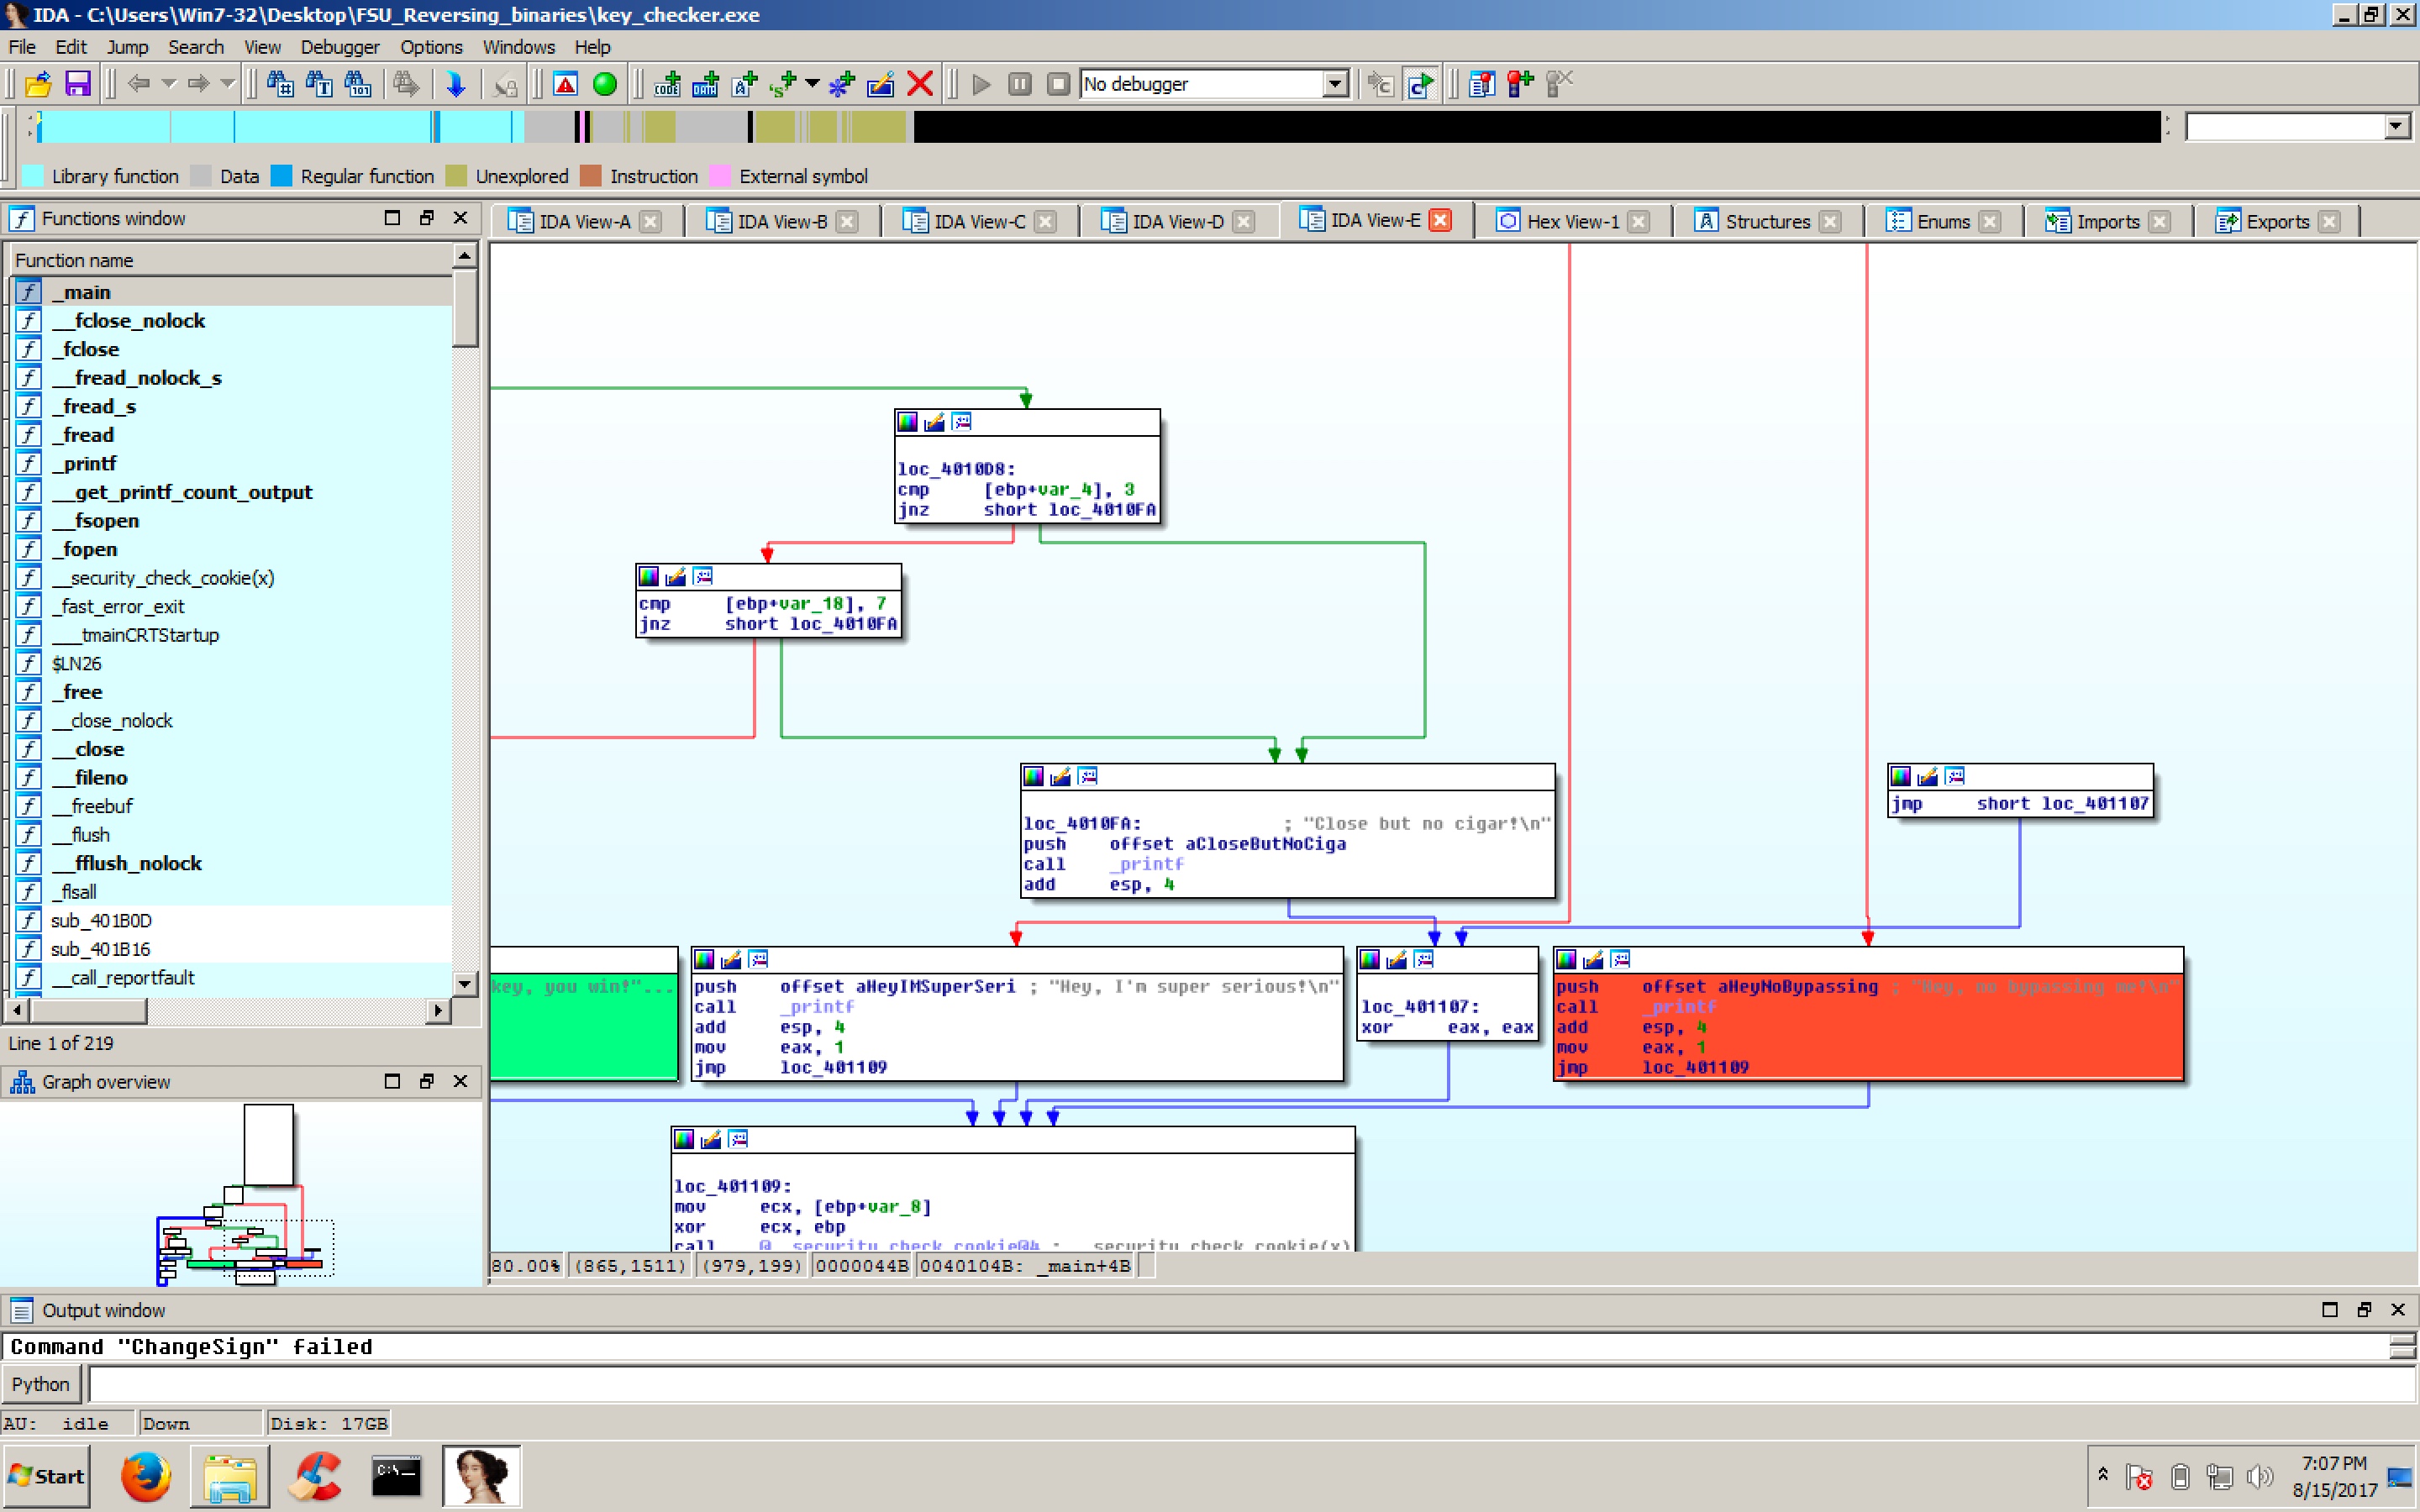 IDA - C:\Users\Win7-32\Desktop\FSU_Reversing_binaries\key_checker.exe
File Edit Jump Search View Debugger Options Windows Help
No debugger
Library function Data Regular function Unexplored Instruction External symbol
Functions window
IDA View-A IDA View-B IDA View-C IDA View-D IDA View-E Hex View-1 Structures Enums Imports Exports
Function name
_main
__fclose_nolock
_fclose
__fread_nolock_s
_fread_s
_fread
_printf
__get_printf_count_output
__fsopen
_fopen
__security_check_cookie(x)
_fast_error_exit
___tmainCRTStartup
$LN26
_free
__close_nolock
__close
__fileno
__freebuf
__flush
__fflush_nolock
_flsall
sub_401B0D
sub_401B16
__call_reportfault
Line 1 of 219
Graph overview
loc_4010D8:
cmp [ebp+var_4], 3
jnz short loc_4010FA
cmp [ebp+var_18], 7
jnz short loc_4010FA
loc_4010FA: ; "Close but no cigar!\n"
push offset aCloseButNoCiga
call _printf
add esp, 4
jmp short loc_401107
key, you win!"...
push offset aHeyIMSuperSeri ; "Hey, I'm super serious!\n"
call _printf
add esp, 4
mov eax, 1
jmp loc_401109
loc_401107:
xor eax, eax
push offset aHeyNoBypassing ; "Hey, no bypassing me!\n"
call _printf
add esp, 4
mov eax, 1
jmp loc_401109
loc_401109:
mov ecx, [ebp+var_8]
xor ecx, ebp
call @__security_check_cookie@4 ; __security_check_cookie(x)
80.00% (865,1511) (979,199) 0000044B 0040104B: _main+4B
Output window
Command "ChangeSign" failed
Python
AU: idle Down Disk: 17GB
Start
C:\
7:07 PM
8/15/2017